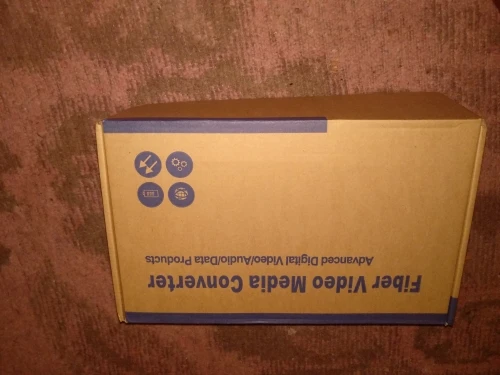 Fiber Video Media Converter
Advanced Digital Video/Audio/Data Products